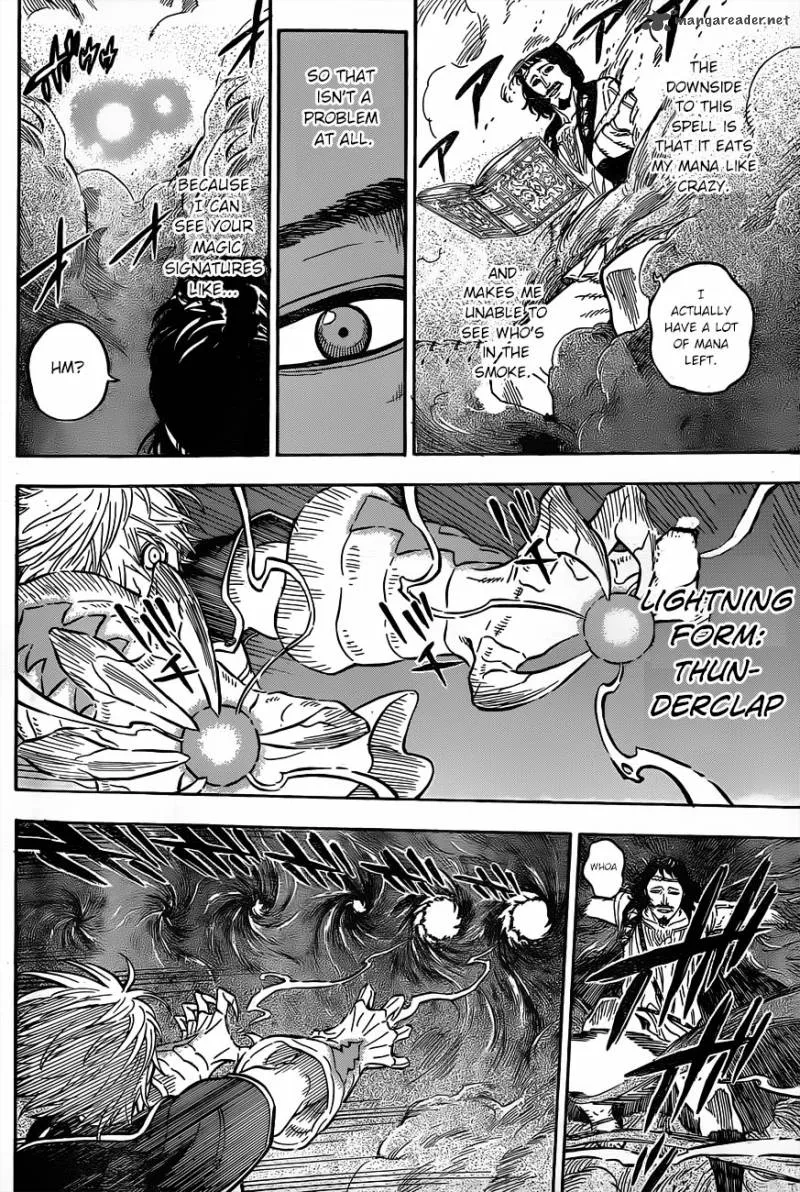 mangareader.net
THE
DOWNSIDE
TO THIS
SPELL IS
THAT IT EATS
MY MANA LIKE
CRAZY.
AND
MAKES ME
UNABLE TO
SEE WHO'S
IN THE
SMOKE.
I
ACTUALLY
HAVE A LOT
OF MANA
LEFT.
SO THAT
ISN'T A
PROBLEM
AT ALL.
BECAUSE
I CAN
SEE YOUR
MAGIC
SIGNATURES
LIKE...
HM?
LIGHTNING
FORM:
THUN-
DERCLAP
WHOA